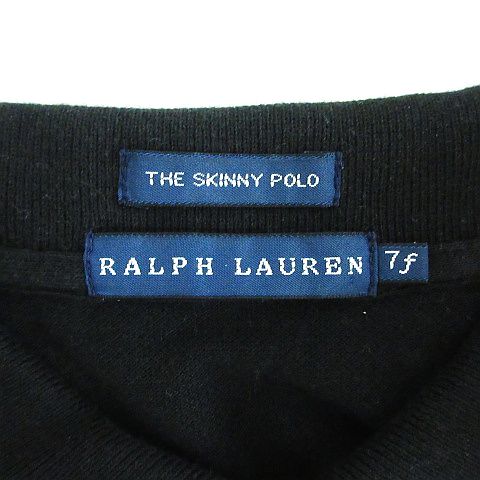 THE SKINNY POLO
RALPH LAUREN 7f